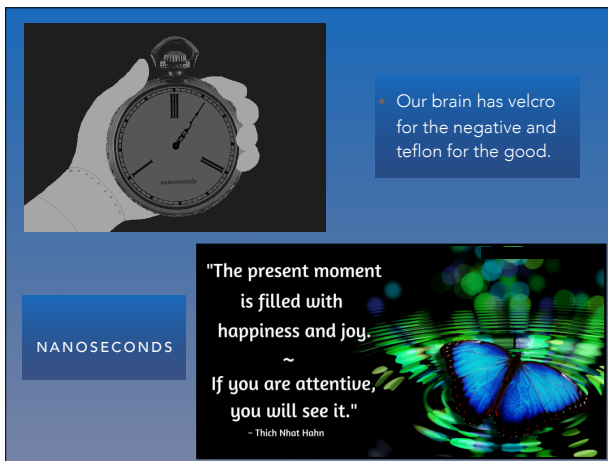 III
nanoseconds
• Our brain has velcro
for the negative and
teflon for the good.
NANOSECONDS
"The present moment
is filled with
happiness and joy.
~
If you are attentive,
you will see it."
~ Thich Nhat Hahn